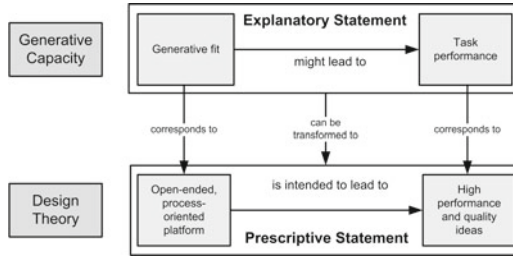 Explanatory Statement
Generative
Capacity
Generative fit
might lead to
Task
performance
corresponds to
can be
transformed to
corresponds to
Design
Theory
Open-ended,
process-
oriented
platform
is intended to lead to
High
performance
and quality
ideas
Prescriptive Statement